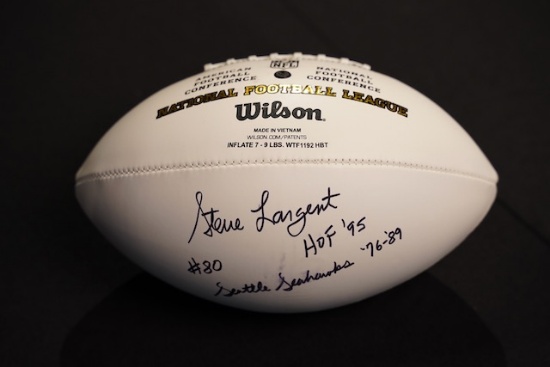 NFL
AMERICAN FOOTBALL CONFERENCE
NATIONAL FOOTBALL CONFERENCE
NATIONAL FOOTBALL LEAGUE
Wilson
MADE IN VIETNAM
WILSON.COM/PATENTS
INFLATE 7 - 9 LBS. WTF1192 HBT
Steve Largent
HOF '95
#80
Seattle Seahawks '76-'89